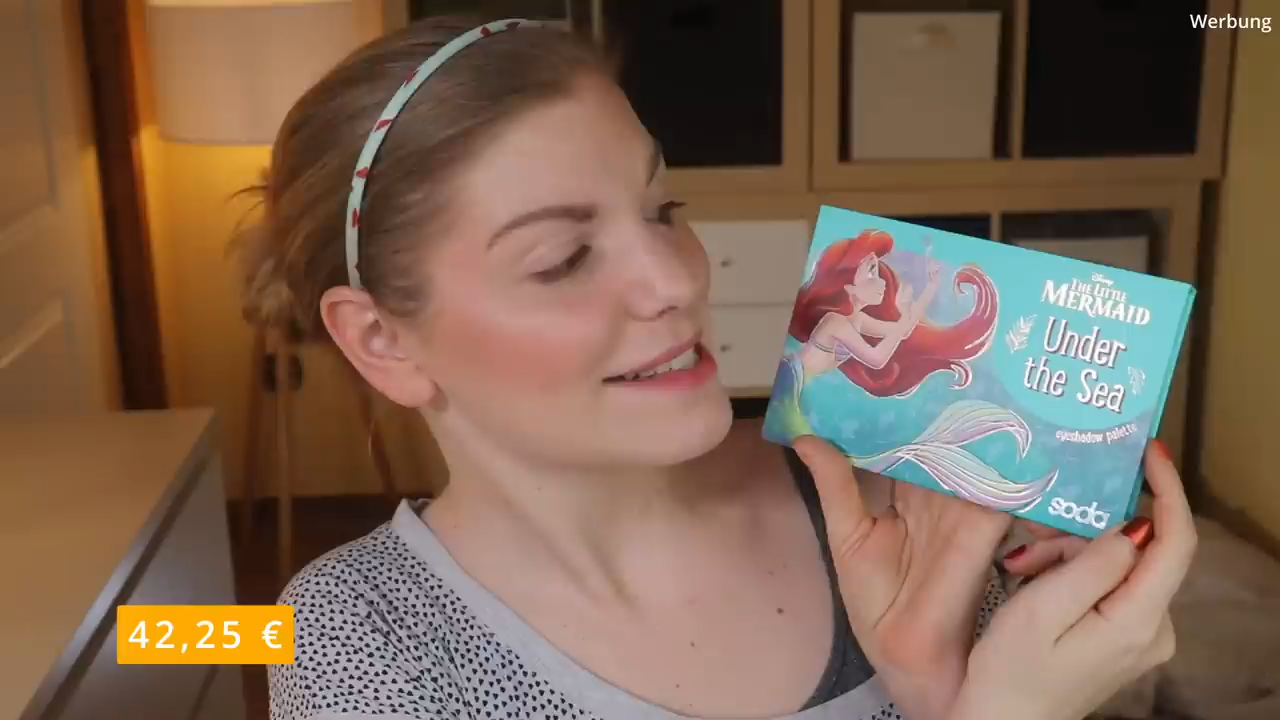 Werbung
Disney
THE LITTLE
MERMAID
Under
the Sea
eyeshadow palette
soda
42,25 €